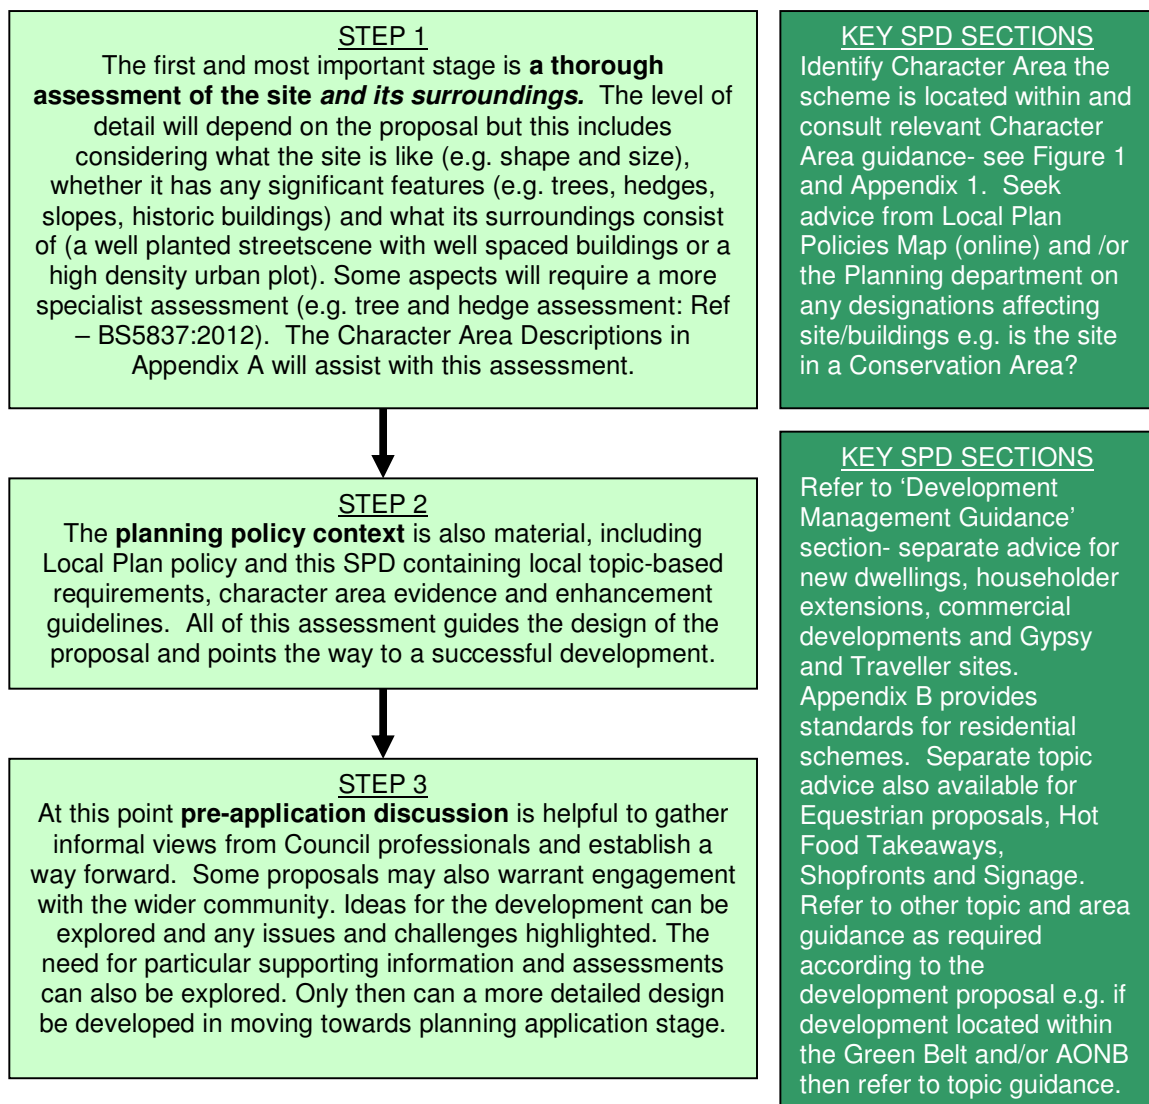 STEP 1
The first and most important stage is a thorough
assessment of the site and its surroundings. The level of
detail will depend on the proposal but this includes
considering what the site is like (e.g. shape and size),
whether it has any significant features (e.g. trees, hedges,
slopes, historic buildings) and what its surroundings consist
of (a well planted streetscene with well spaced buildings or a
high density urban plot). Some aspects will require a more
specialist assessment (e.g. tree and hedge assessment: Ref
– BS5837:2012). The Character Area Descriptions in
Appendix A will assist with this assessment.
KEY SPD SECTIONS
Identify Character Area the
scheme is located within and
consult relevant Character
Area guidance- see Figure 1
and Appendix 1. Seek
advice from Local Plan
Policies Map (online) and /or
the Planning department on
any designations affecting
site/buildings e.g. is the site
in a Conservation Area?
STEP 2
The planning policy context is also material, including
Local Plan policy and this SPD containing local topic-based
requirements, character area evidence and enhancement
guidelines. All of this assessment guides the design of the
proposal and points the way to a successful development.
STEP 3
At this point pre-application discussion is helpful to gather
informal views from Council professionals and establish a
way forward. Some proposals may also warrant engagement
with the wider community. Ideas for the development can be
explored and any issues and challenges highlighted. The
need for particular supporting information and assessments
can also be explored. Only then can a more detailed design
be developed in moving towards planning application stage.
KEY SPD SECTIONS
Refer to ‘Development
Management Guidance’
section- separate advice for
new dwellings, householder
extensions, commercial
developments and Gypsy
and Traveller sites.
Appendix B provides
standards for residential
schemes. Separate topic
advice also available for
Equestrian proposals, Hot
Food Takeaways,
Shopfronts and Signage.
Refer to other topic and area
guidance as required
according to the
development proposal e.g. if
development located within
the Green Belt and/or AONB
then refer to topic guidance.